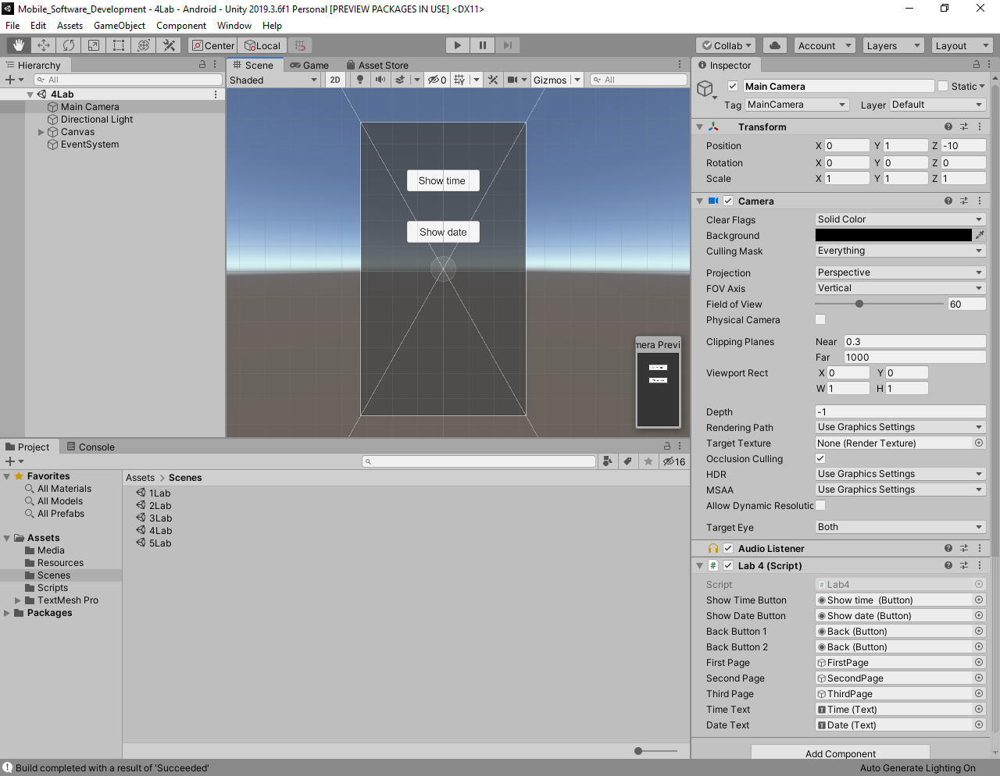 Mobile_Software_Development - 4Lab - Android - Unity 2019.3.6f1 Personal [PREVIEW PACKAGES IN USE] <DX11>
File Edit Assets GameObject Component Window Help
Center Local Collab Account Layers Layout
Hierarchy
All
4Lab
Main Camera
Directional Light
Canvas
EventSystem
Scene Game Asset Store
Shaded 2D 0 Gizmos All
Show time
Show date
mera Previ
Inspector
Main Camera Static
Tag MainCamera Layer Default
Transform
Position X 0 Y 1 Z -10
Rotation X 0 Y 0 Z 0
Scale X 1 Y 1 Z 1
Camera
Clear Flags Solid Color
Background
Culling Mask Everything
Projection Perspective
FOV Axis Vertical
Field of View 60
Physical Camera
Clipping Planes Near 0.3
Far 1000
Viewport Rect X 0 Y 0
W 1 H 1
Depth -1
Rendering Path Use Graphics Settings
Target Texture None (Render Texture)
Occlusion Culling
HDR Use Graphics Settings
MSAA Use Graphics Settings
Allow Dynamic Resolutic
Target Eye Both
Audio Listener
Lab 4 (Script)
Script Lab4
Show Time Button Show time (Button)
Show Date Button Show date (Button)
Back Button 1 Back (Button)
Back Button 2 Back (Button)
First Page FirstPage
Second Page SecondPage
Third Page ThirdPage
Time Text Time (Text)
Date Text Date (Text)
Add Component
Project Console
16
Favorites
All Materials
All Models
All Prefabs
Assets
Media
Resources
Scenes
Scripts
TextMesh Pro
Packages
Assets > Scenes
1Lab
2Lab
3Lab
4Lab
5Lab
Build completed with a result of 'Succeeded'
Auto Generate Lighting On